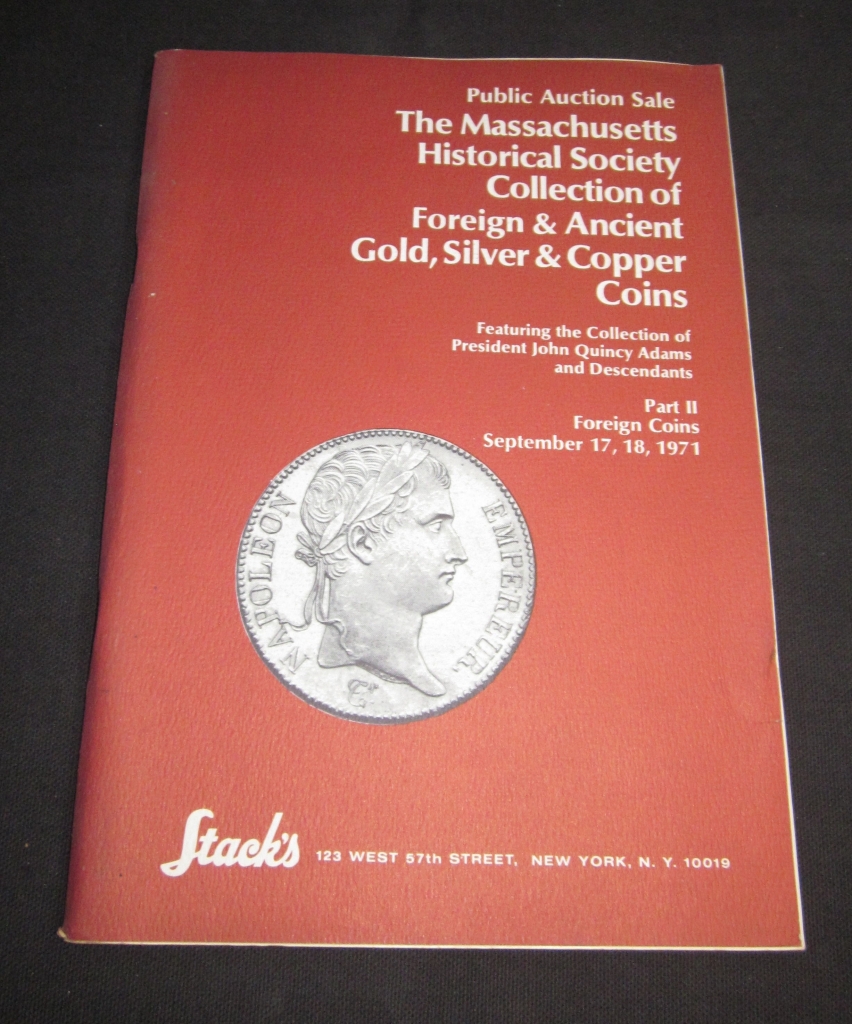 Public Auction Sale
The Massachusetts
Historical Society
Collection of
Foreign & Ancient
Gold, Silver & Copper
Coins
Featuring the Collection of
President John Quincy Adams
and Descendants
Part II
Foreign Coins
September 17, 18, 1971
NAPOLEON
EMPEREUR.
Stack's
123 WEST 57th STREET, NEW YORK, N. Y. 10019